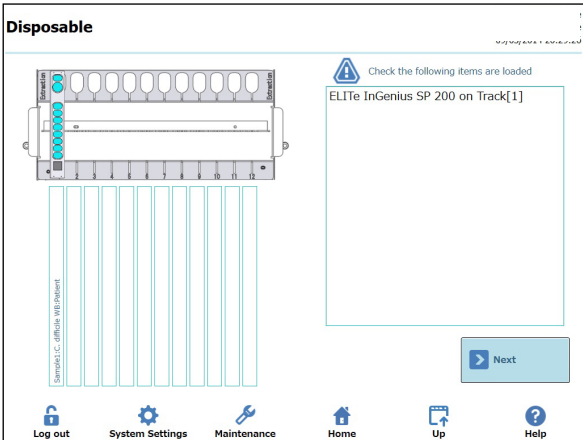 Disposable
Extraction
Extraction
2 3 4 5 6 7 8 9 10 11 12
Sample1:C. difficile WB:Patient
Check the following items are loaded
ELITe InGenius SP 200 on Track[1]
Next
Log out
System Settings
Maintenance
Home
Up
Help